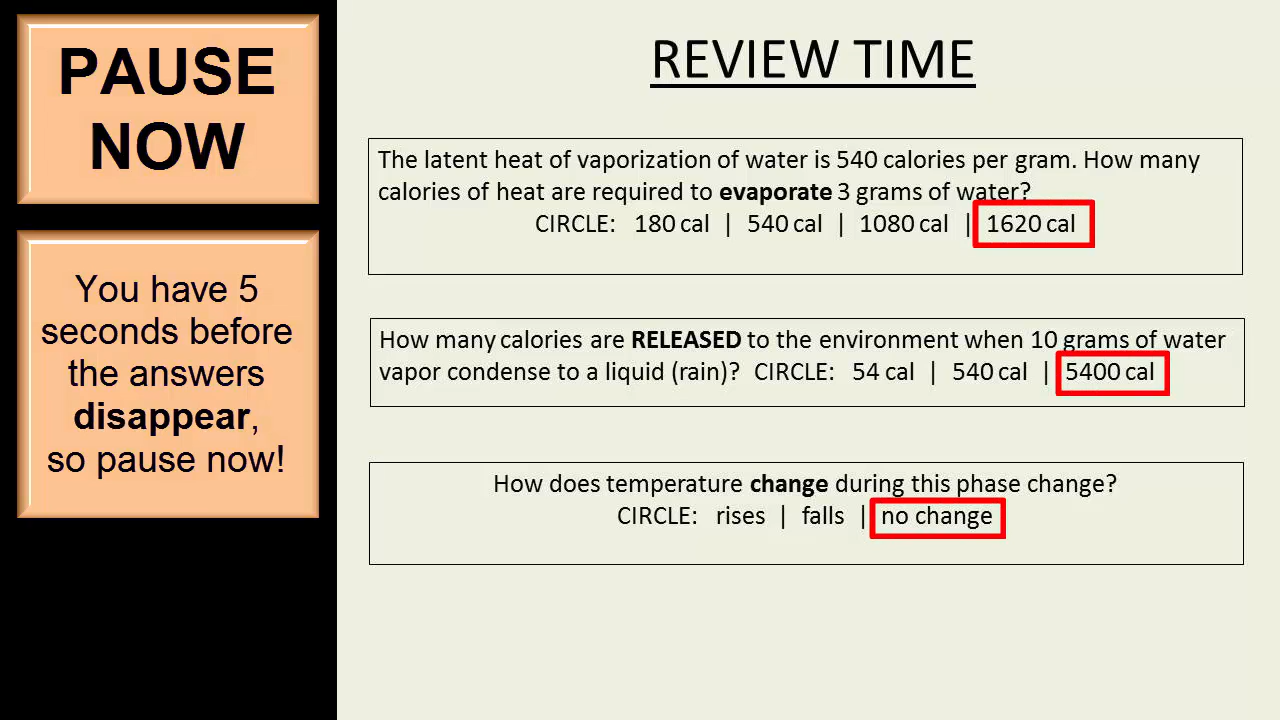 PAUSE
NOW
You have 5
seconds before
the answers
disappear,
so pause now!
REVIEW TIME
The latent heat of vaporization of water is 540 calories per gram. How many
calories of heat are required to evaporate 3 grams of water?
CIRCLE: 180 cal | 540 cal | 1080 cal | 1620 cal
How many calories are RELEASED to the environment when 10 grams of water
vapor condense to a liquid (rain)? CIRCLE: 54 cal | 540 cal | 5400 cal
How does temperature change during this phase change?
CIRCLE: rises | falls | no change